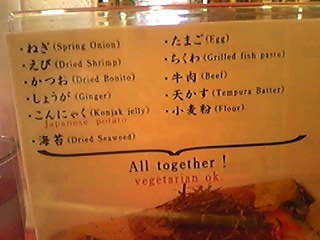 ・ねぎ (Spring Onion)
・えび (Dried Shrimp)
・かつお (Dried Bonito)
・しょうが (Ginger)
・こんにゃく (Konjak jelly)
Japanese potato
・海苔 (Dried Seaweed)
・たまご (Egg)
・ちくわ (Grilled fish paste)
・牛肉 (Beef)
・天かす (Tempura Batter)
・小麦粉 (Flour)
All together !
vegetarian ok.